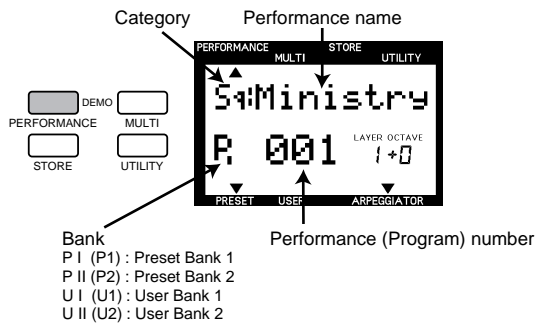 Category
Performance name
PERFORMANCE
MULTI
STORE
UTILITY
Sq:Ministry
DEMO
PERFORMANCE
MULTI
STORE
UTILITY
P. 001
LAYER OCTAVE
1+0
PRESET
USER
ARPEGGIATOR
Bank
P I (P1) : Preset Bank 1
P II (P2) : Preset Bank 2
U I (U1) : User Bank 1
U II (U2) : User Bank 2
Performance (Program) number